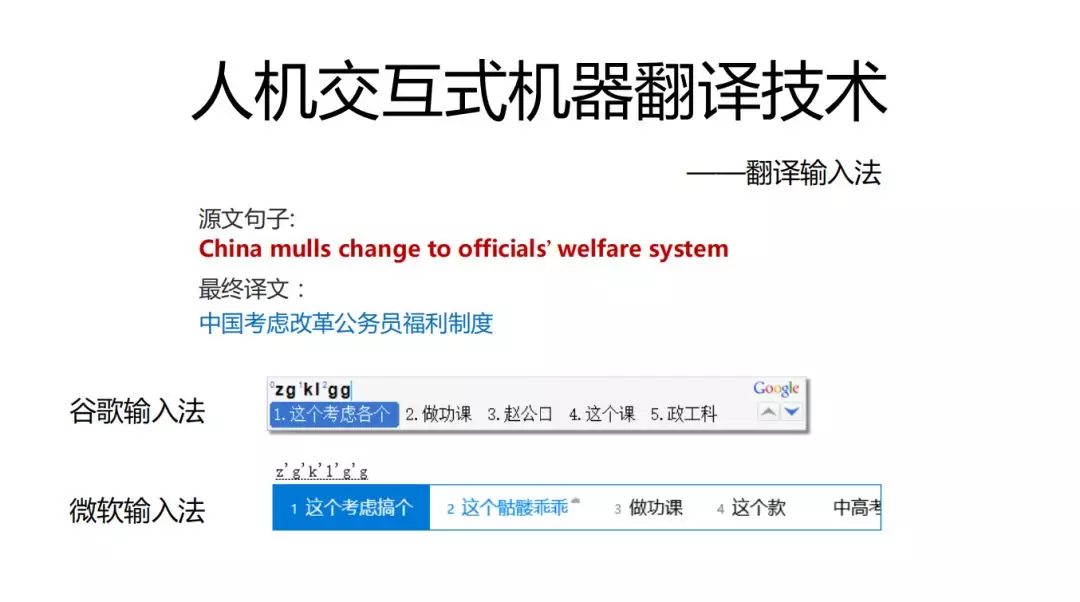 人机交互式机器翻译技术
——翻译输入法
源文句子:
China mulls change to officials’ welfare system
最终译文：
中国考虑改革公务员福利制度
谷歌输入法
0zg'1kl'2gg
Google
1.这个考虑各个 2.做功课 3.赵公口 4.这个课 5.政工科
微软输入法
z'g'k'l'g'g
1 这个考虑搞个 2 这个骷髅乖乖 3 做功课 4 这个款 中高考